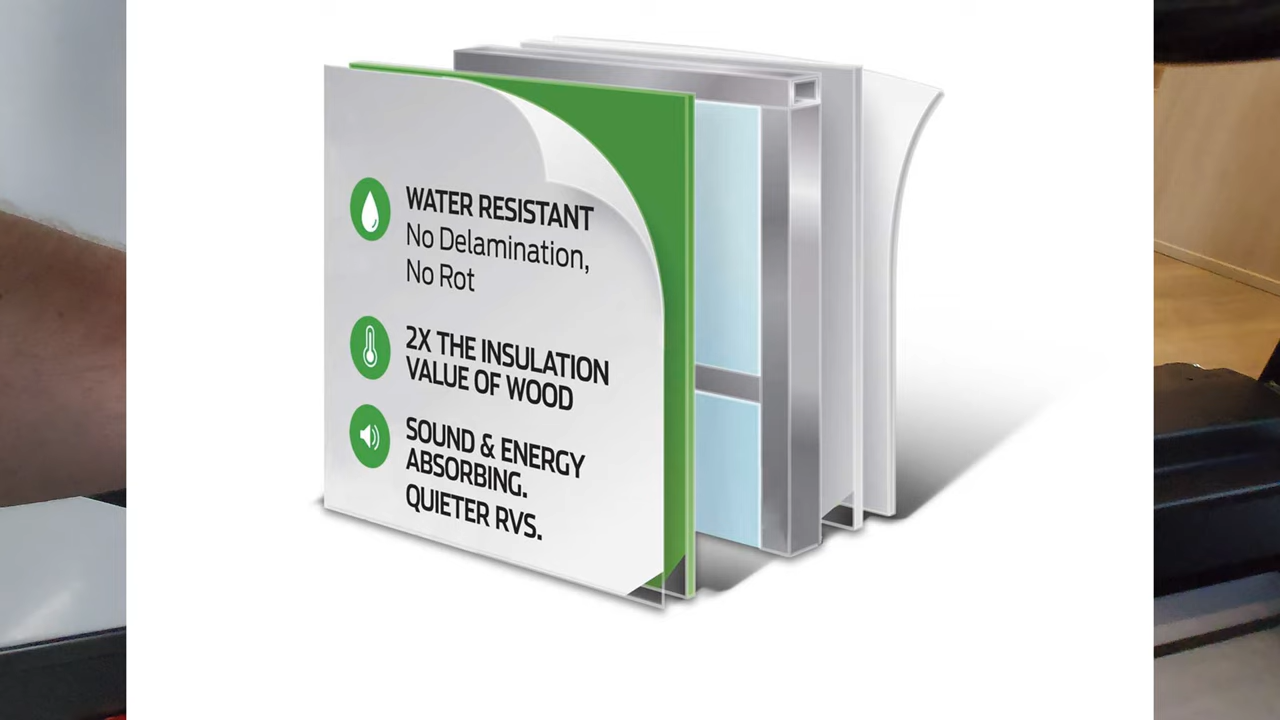 WATER RESISTANT
No Delamination,
No Rot
2X THE INSULATION
VALUE OF WOOD
SOUND & ENERGY
ABSORBING.
QUIETER RVS.